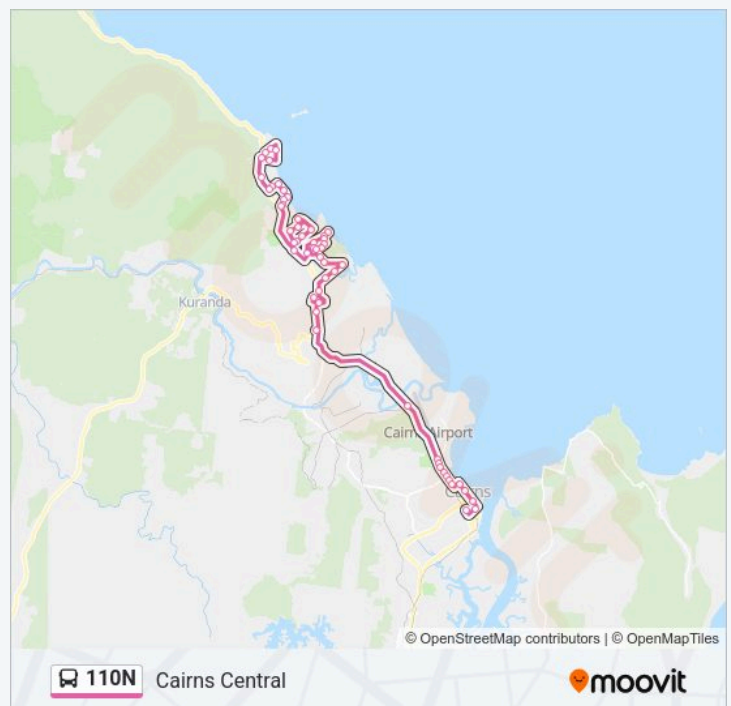 Kuranda
Cairns Airport
Cairns
© OpenStreetMap contributors | © OpenMapTiles
110N Cairns Central
moovit